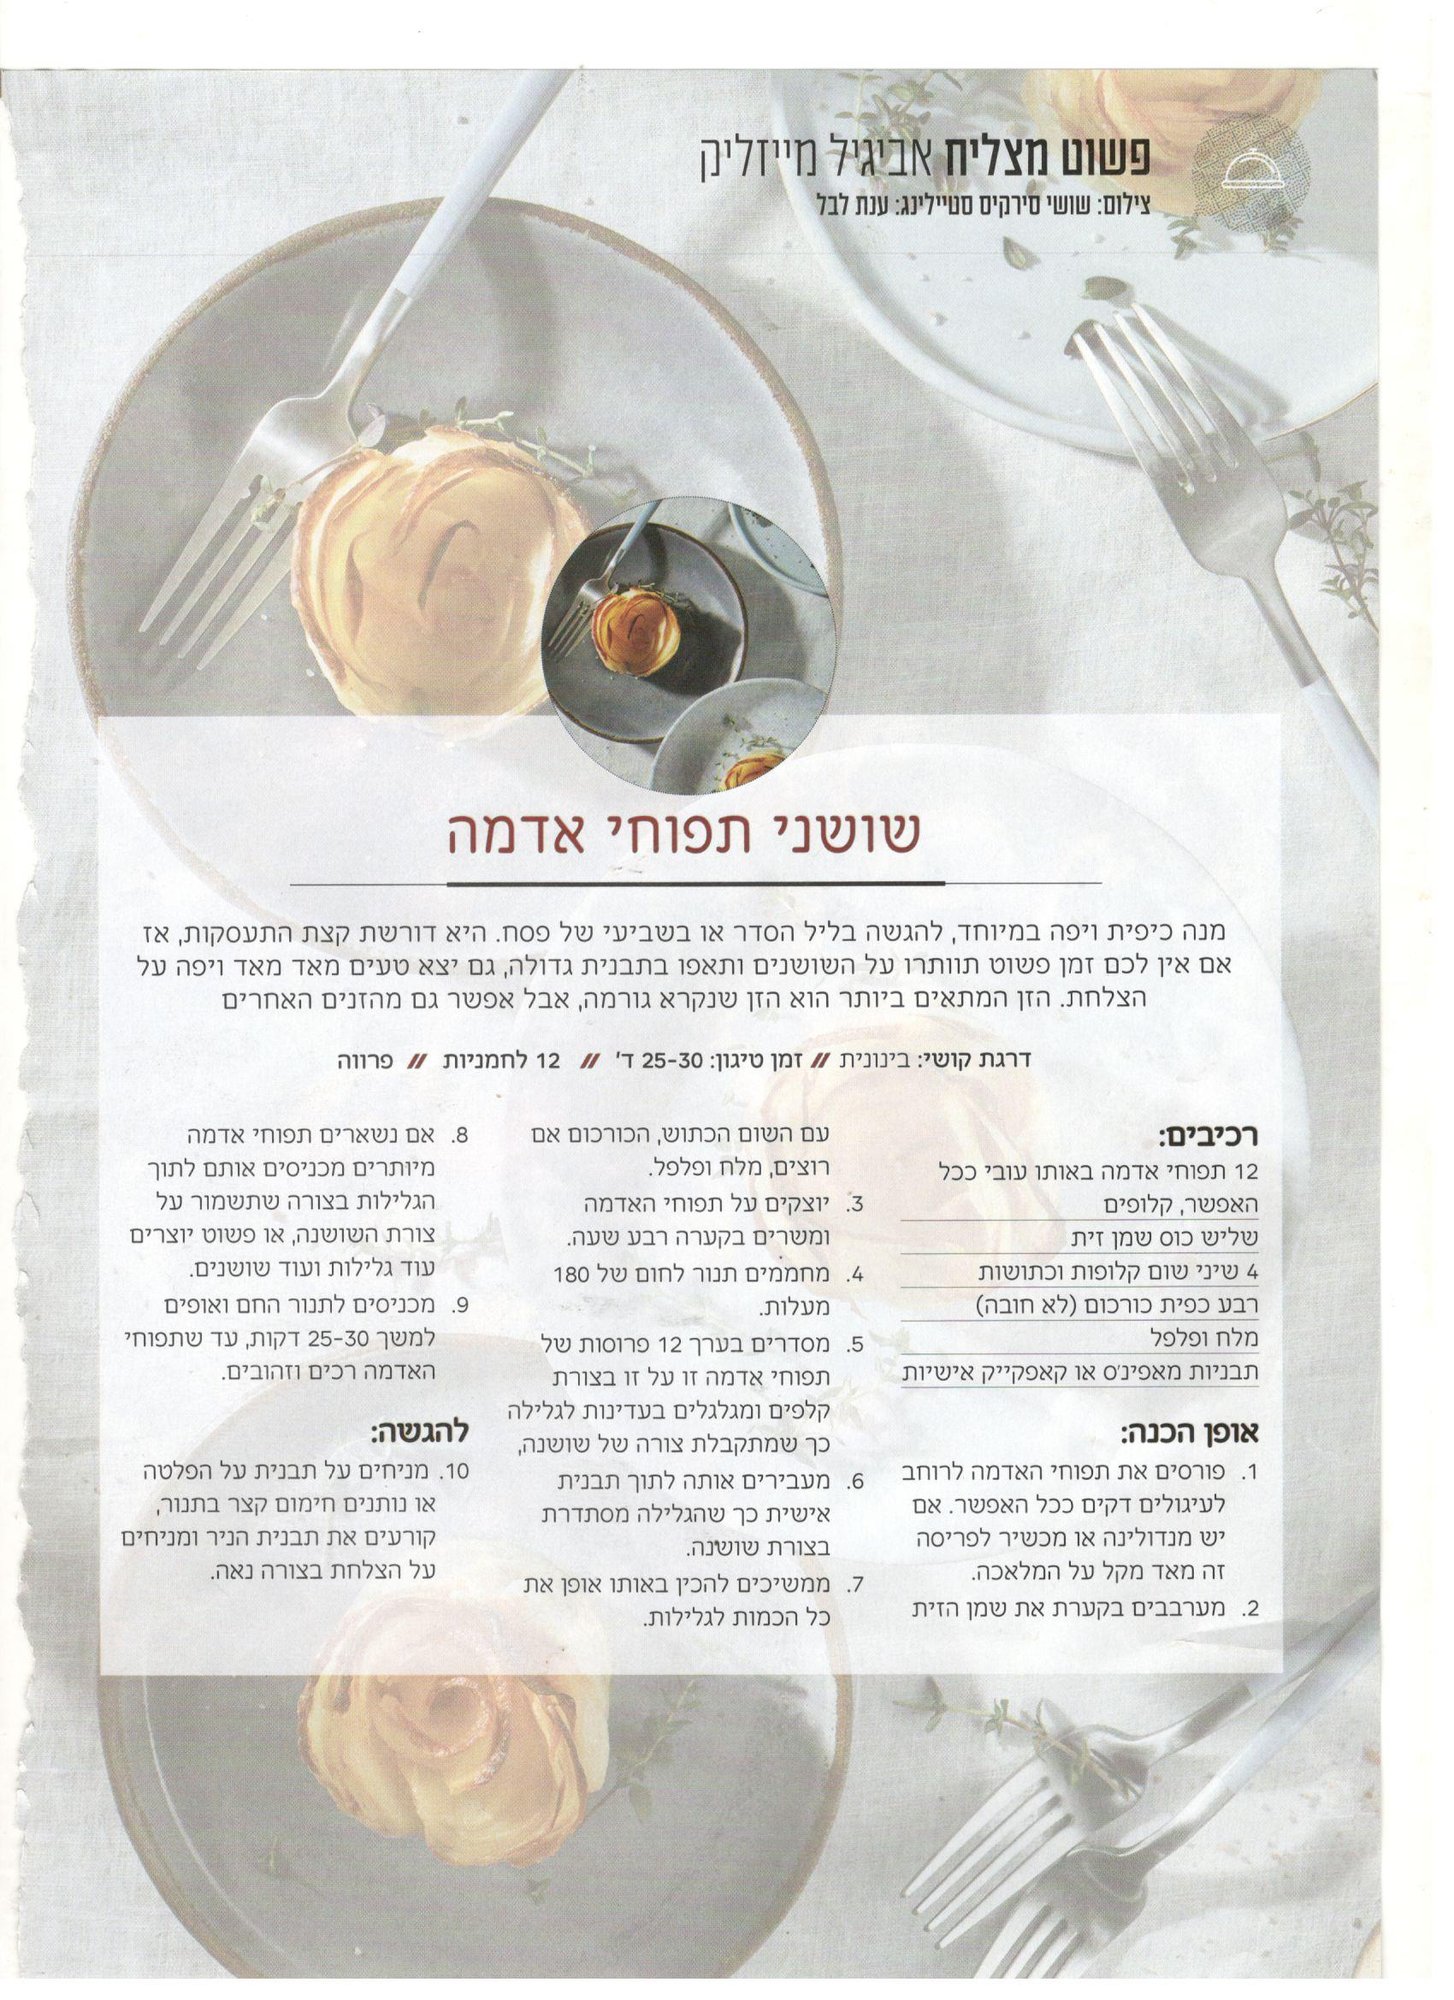 פשוט מצליח אביגיל מייזליק
צילום: שושי סירקיס סטיילינג: ענת לבל
שושני תפוחי אדמה
מנה כיפית ויפה במיוחד, להגשה בליל הסדר או בשביעי של פסח. היא דורשת קצת התעסקות, אז
אם אין לכם זמן פשוט תוותרו על השושנים ותאפו בתבנית גדולה, גם יצא טעים מאד מאד ויפה על
הצלחת. הזן המתאים ביותר הוא הזן שנקרא גורמה, אבל אפשר גם מהזנים האחרים
דרגת קושי: בינונית // זמן טיגון: 25-30 ד' // 12 לחמניות // פרווה
רכיבים:
12 תפוחי אדמה באותו עובי ככל
האפשר, קלופים
שליש כוס שמן זית
4 שיני שום קלופות וכתושות
רבע כפית כורכום (לא חובה)
מלח ופלפל
תבניות מאפינ'ס או קאפקייק אישיות
אופן הכנה:
1. פורסים את תפוחי האדמה לרוחב
לעיגולים דקים ככל האפשר. אם
יש מנדולינה או מכשיר לפריסה
זה מאד מקל על המלאכה.
2. מערבבים בקערת את שמן הזית
עם השום הכתוש, הכורכום אם
רוצים, מלח ופלפל.
3. יוצקים על תפוחי האדמה
ומשרים בקערה רבע שעה.
4. מחממים תנור לחום של 180
מעלות.
5. מסדרים בערך 12 פרוסות של
תפוחי אדמה זו על זו בצורת
קלפים ומגלגלים בעדינות לגלילה
כך שמתקבלת צורה של שושנה,
6. מעבירים אותה לתוך תבנית
אישית כך שהגלילה מסתדרת
בצורת שושנה.
7. ממשיכים להכין באותו אופן את
כל הכמות לגלילות.
8. אם נשארים תפוחי אדמה
מיותרים מכניסים אותם לתוך
הגלילות בצורה שתשמור על
צורת השושנה, או פשוט יוצרים
עוד גלילות ועוד שושנים.
9. מכניסים לתנור החם ואופים
למשך 25-30 דקות, עד שתפוחי
האדמה רכים וזהובים.
להגשה:
10. מניחים על תבנית על הפלטה
או נותנים חימום קצר בתנור,
קורעים את תבנית הניר ומניחים
על הצלחת בצורה נאה.